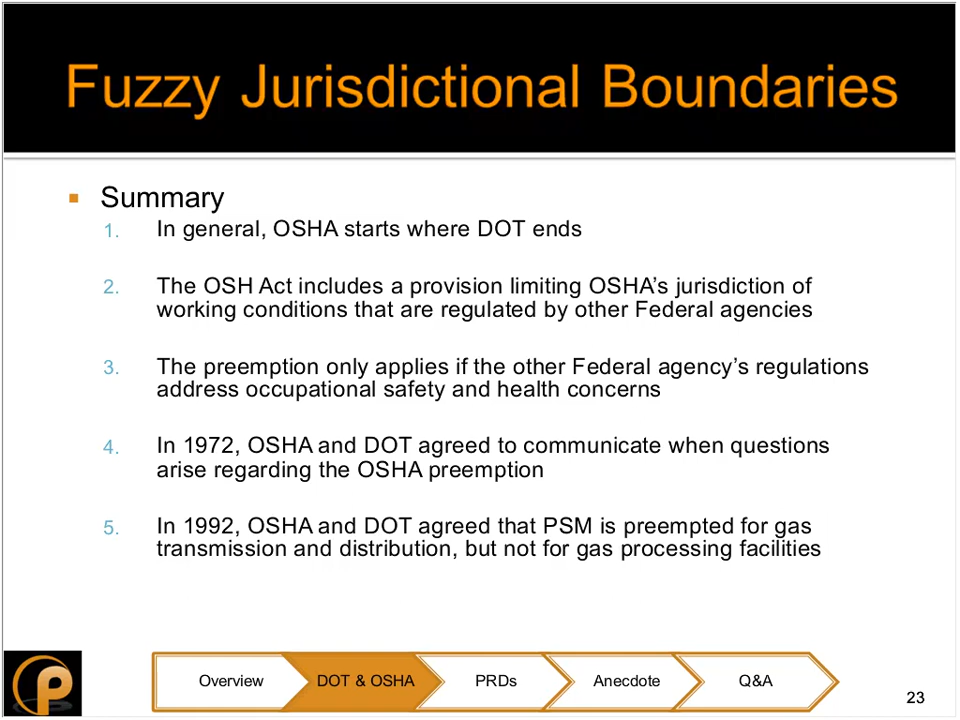 Fuzzy Jurisdictional Boundaries
Summary
1. In general, OSHA starts where DOT ends
2. The OSH Act includes a provision limiting OSHA’s jurisdiction of
working conditions that are regulated by other Federal agencies
3. The preemption only applies if the other Federal agency’s regulations
address occupational safety and health concerns
4. In 1972, OSHA and DOT agreed to communicate when questions
arise regarding the OSHA preemption
5. In 1992, OSHA and DOT agreed that PSM is preempted for gas
transmission and distribution, but not for gas processing facilities
P
Overview DOT & OSHA PRDs Anecdote Q&A
23